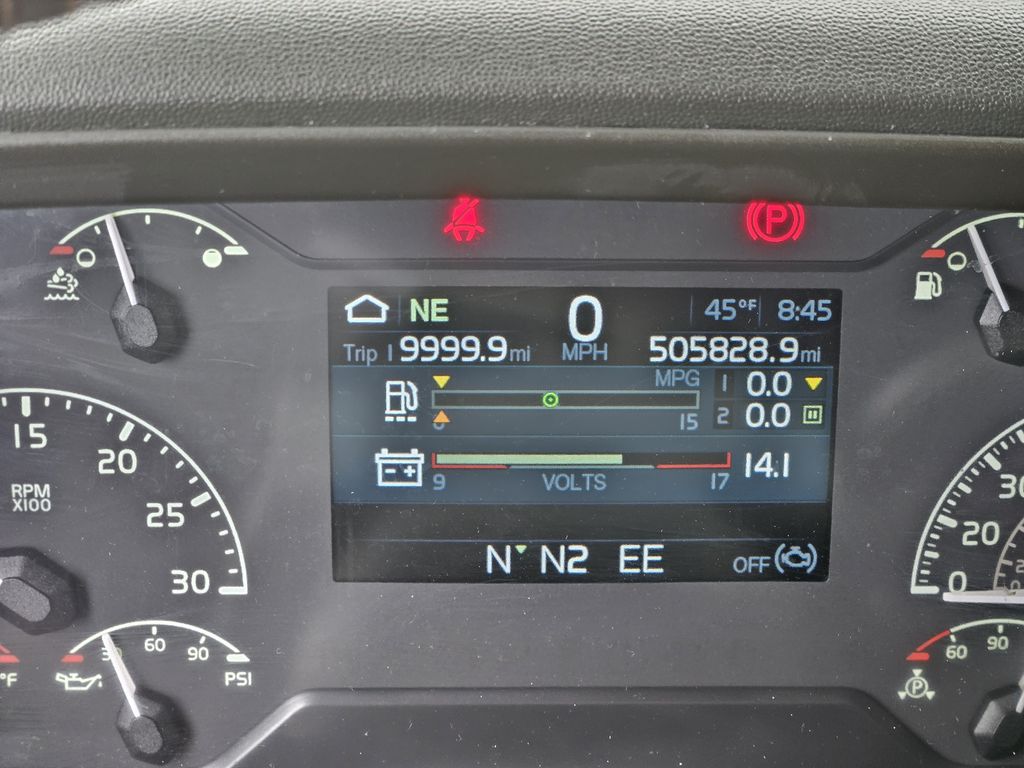 P
NE 0 45°F 8:45
Trip 1 9999.9mi MPH 505828.9mi
MPG 1 0.0
0 15 2 0.0
9 VOLTS 17 14.1
N N2 EE OFF
15
20
25
30
RPM
X100
°F
30 60 90
PSI
30
20
0
60 90
P